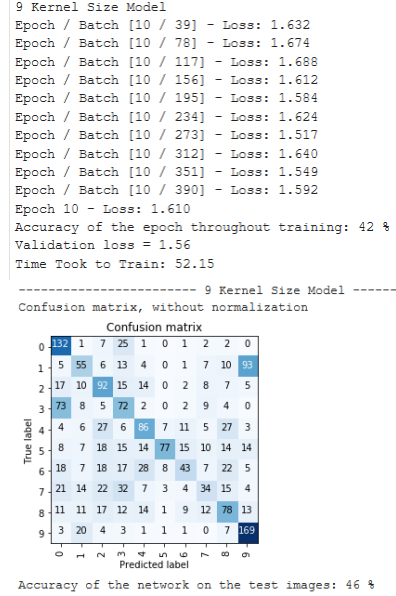 9 Kernel Size Model
Epoch / Batch [10 / 39] - Loss: 1.632
Epoch / Batch [10 / 78] - Loss: 1.674
Epoch / Batch [10 / 117] - Loss: 1.688
Epoch / Batch [10 / 156] - Loss: 1.612
Epoch / Batch [10 / 195] - Loss: 1.584
Epoch / Batch [10 / 234] - Loss: 1.624
Epoch / Batch [10 / 273] - Loss: 1.517
Epoch / Batch [10 / 312] - Loss: 1.640
Epoch / Batch [10 / 351] - Loss: 1.549
Epoch / Batch [10 / 390] - Loss: 1.592
Epoch 10 - Loss: 1.610
Accuracy of the epoch throughout training: 42 %
Validation loss = 1.56
Time Took to Train: 52.15
------------------------ 9 Kernel Size Model ------
Confusion matrix, without normalization
Confusion matrix
True label
0 132 1 7 25 1 0 1 2 2 0
1 5 55 6 13 4 0 1 7 10 93
2 17 10 92 15 14 0 2 8 7 5
3 73 8 5 72 2 0 2 9 4 0
4 4 6 27 6 86 7 11 5 27 3
5 8 7 18 15 14 77 15 10 14 14
6 18 7 18 17 28 8 43 7 22 5
7 21 14 22 32 7 3 4 34 15 4
8 11 11 17 12 14 1 9 12 78 13
9 3 20 4 3 1 1 1 0 7 169
0 1 2 3 4 5 6 7 8 9
Predicted label
Accuracy of the network on the test images: 46 %